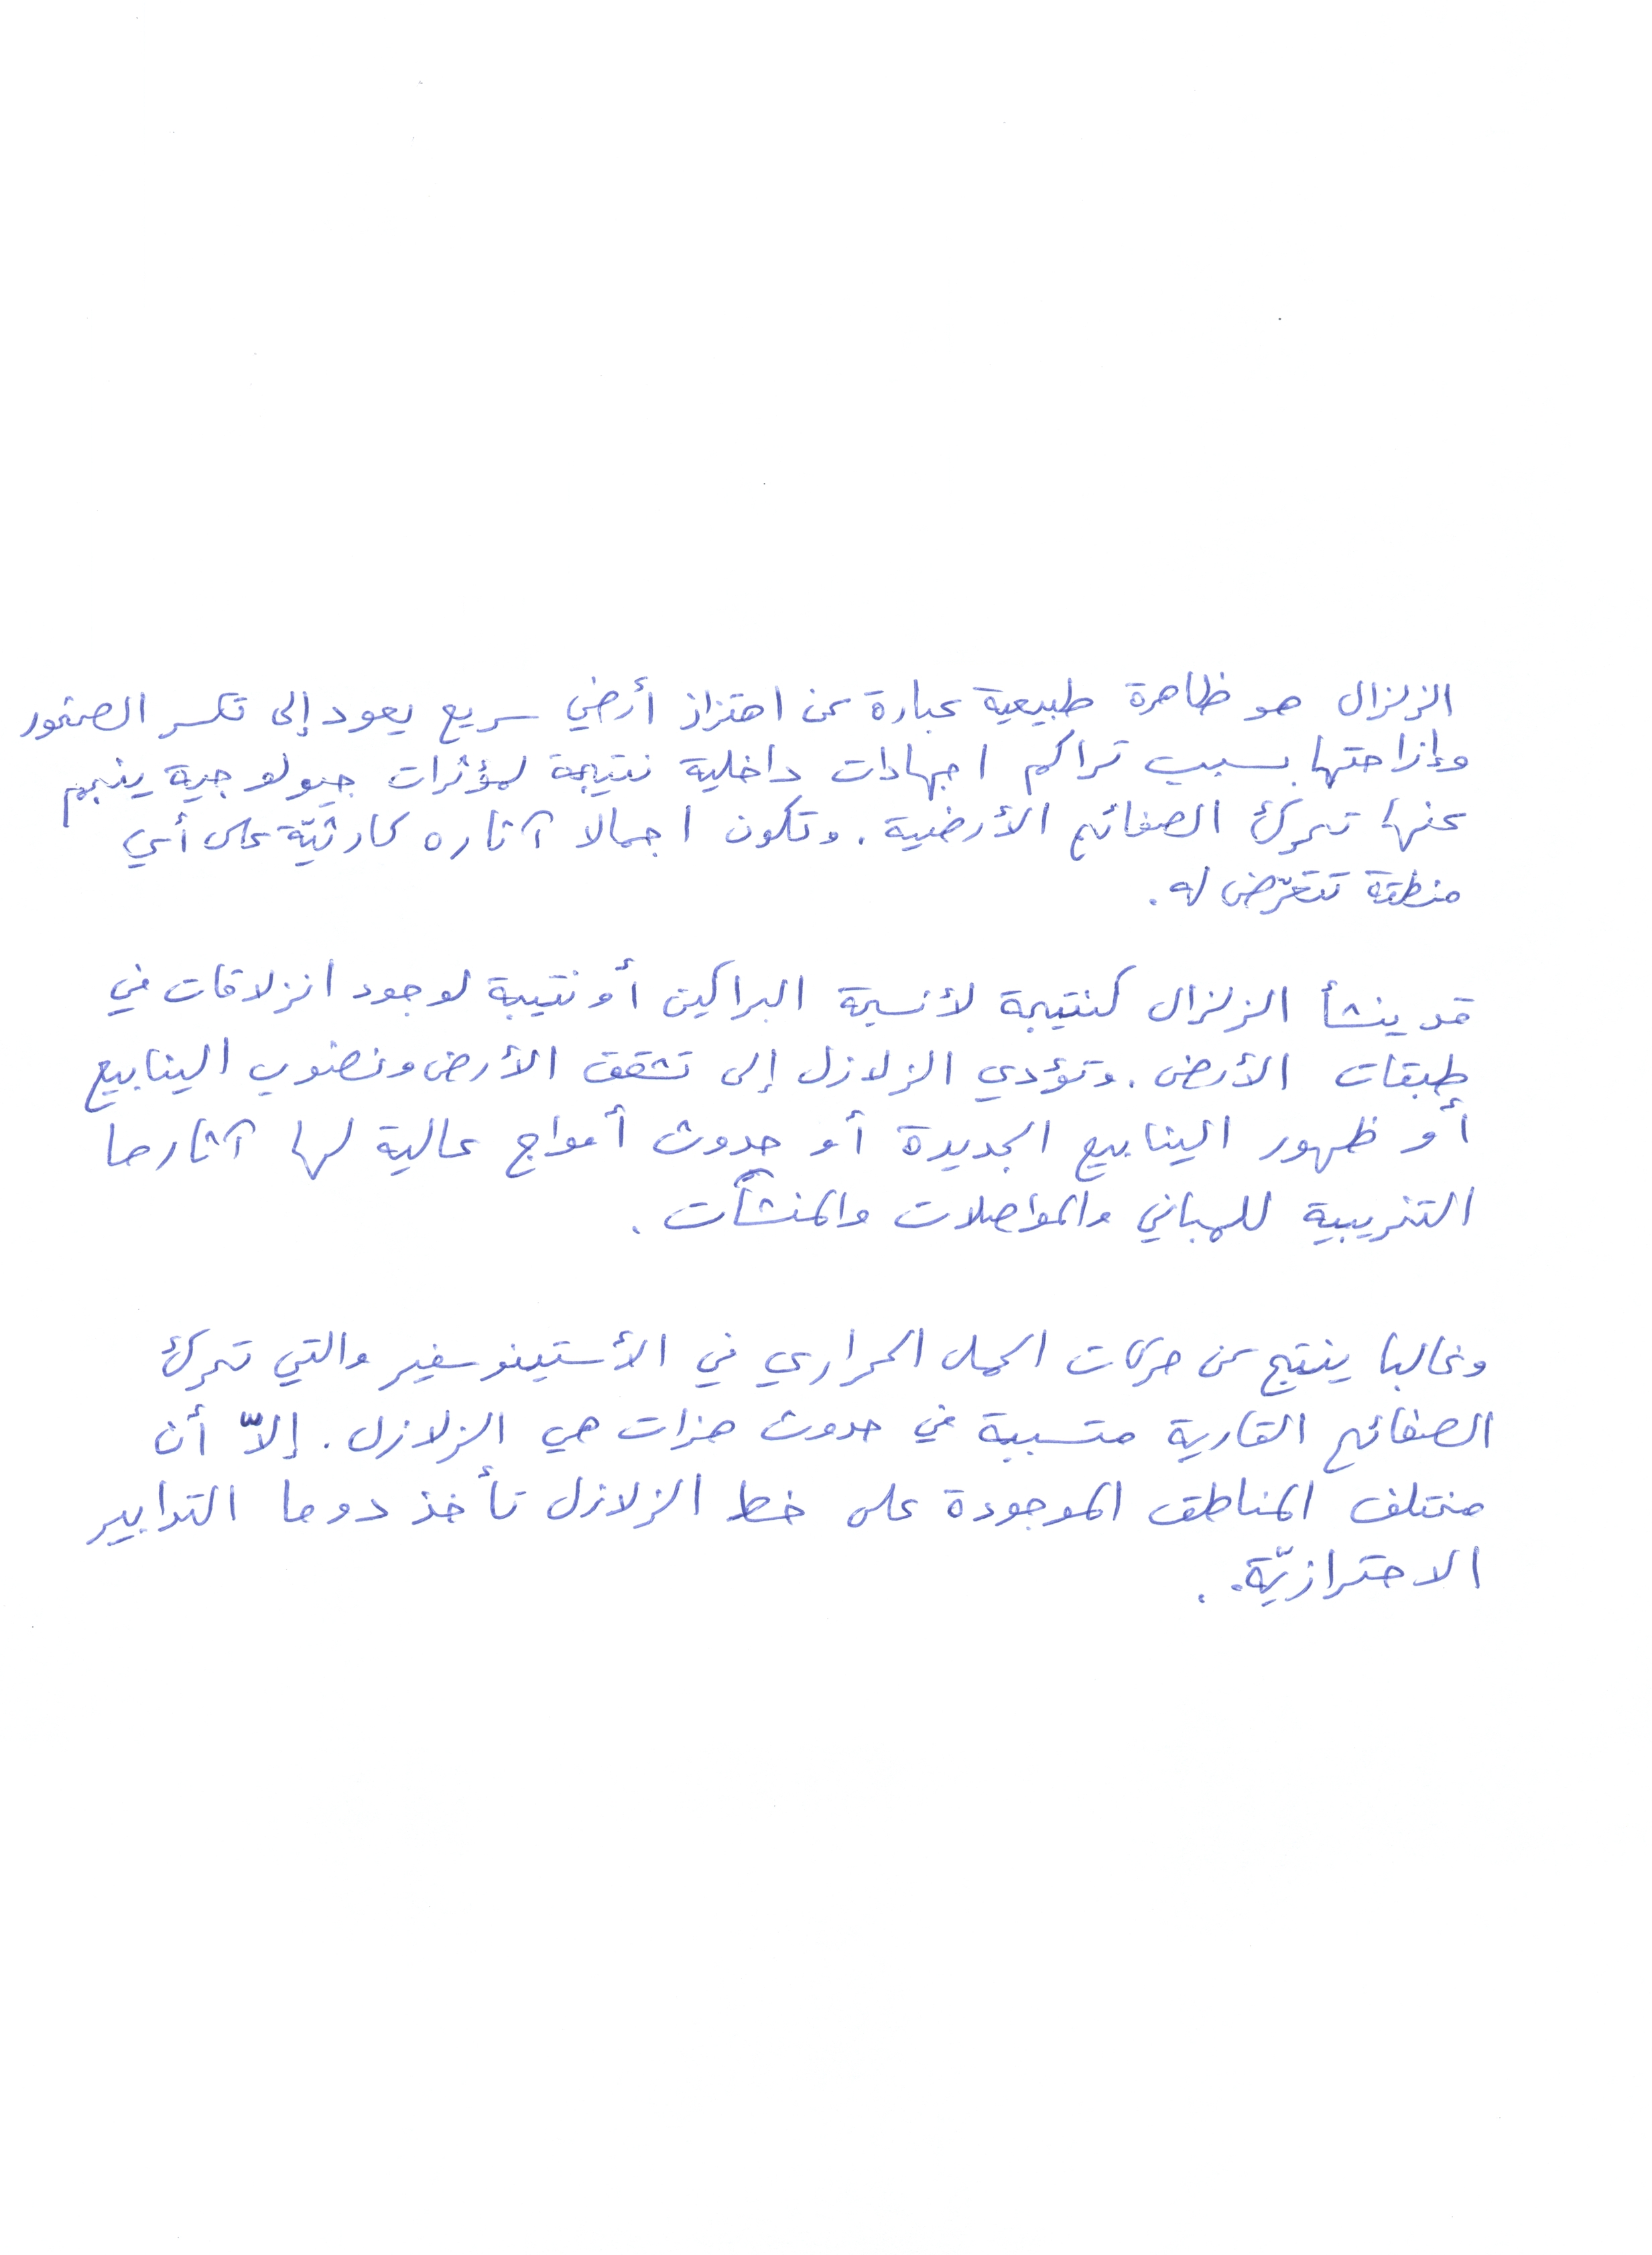 الزلزال هو ظاهرة طبيعية عبارة عن اهتزاز أرضي سريع يعود إلى تكسر الصخور
وإزاحتها بسبب تراكم اجهادات داخلية نتيجة لمؤثرات جيولوجية ينجم
عنها تحرك الصفائح الأرضية. وتكون اجمالا آثاره كارثيّة على أي
منطقة تتعرّض له.
قد ينشأ الزلزال كنتيجة لأنسجة البراكين أو نتيجة لوجود انزلاقات في
طبقات الأرض. وتؤدي الزلازل إلى تشقق الأرض ونضوب الينابيع
أو ظهور الينابيع الجديدة أو حدوث أمواج عالية لها آثارها
التخريبية للمباني والمواصلات والمنشآت.
وغالبا ينتج عن حركات الحمل الحراري في الأستينوسفير والتي تحرك
الصفائح القارية متسببة في حدوث هزات هي الزلازل. إلاّ أن
مختلف المناطق الموجودة على خط الزلازل تأخذ دوما التدابير
الاحترازيّة. .